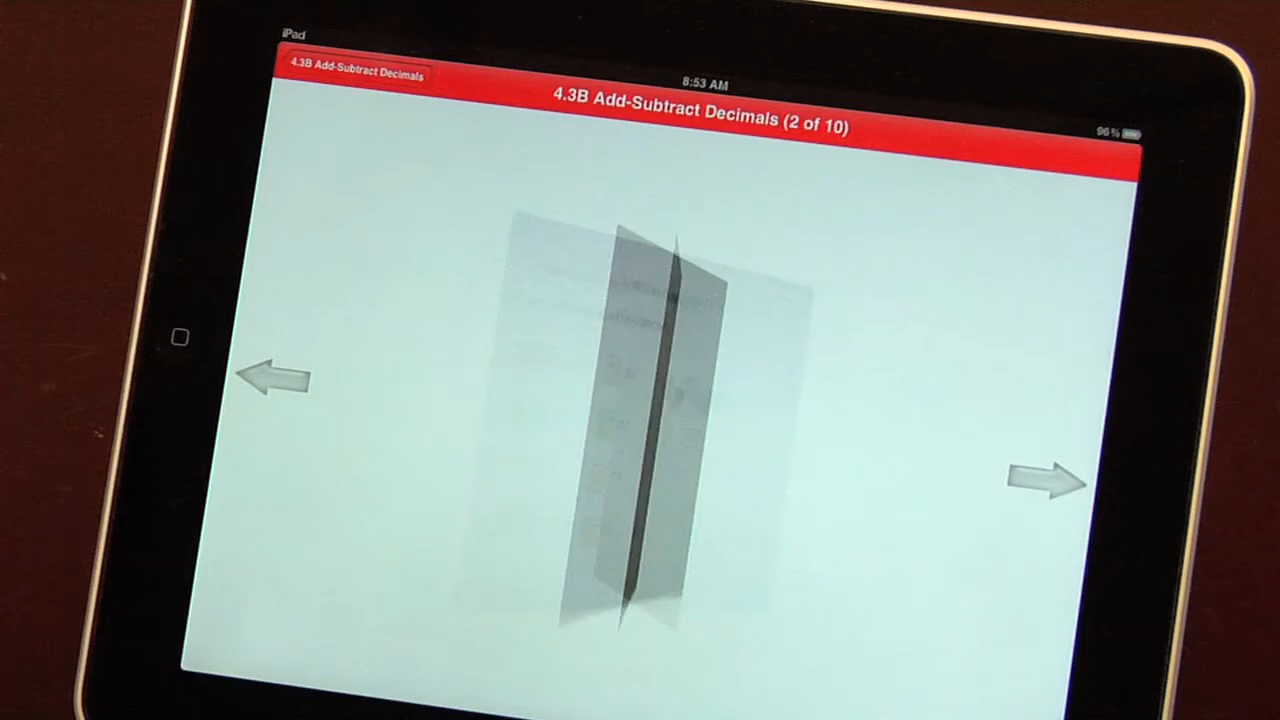 iPad
8:53 AM
96%
4.3B Add-Subtract Decimals
4.3B Add-Subtract Decimals (2 of 10)